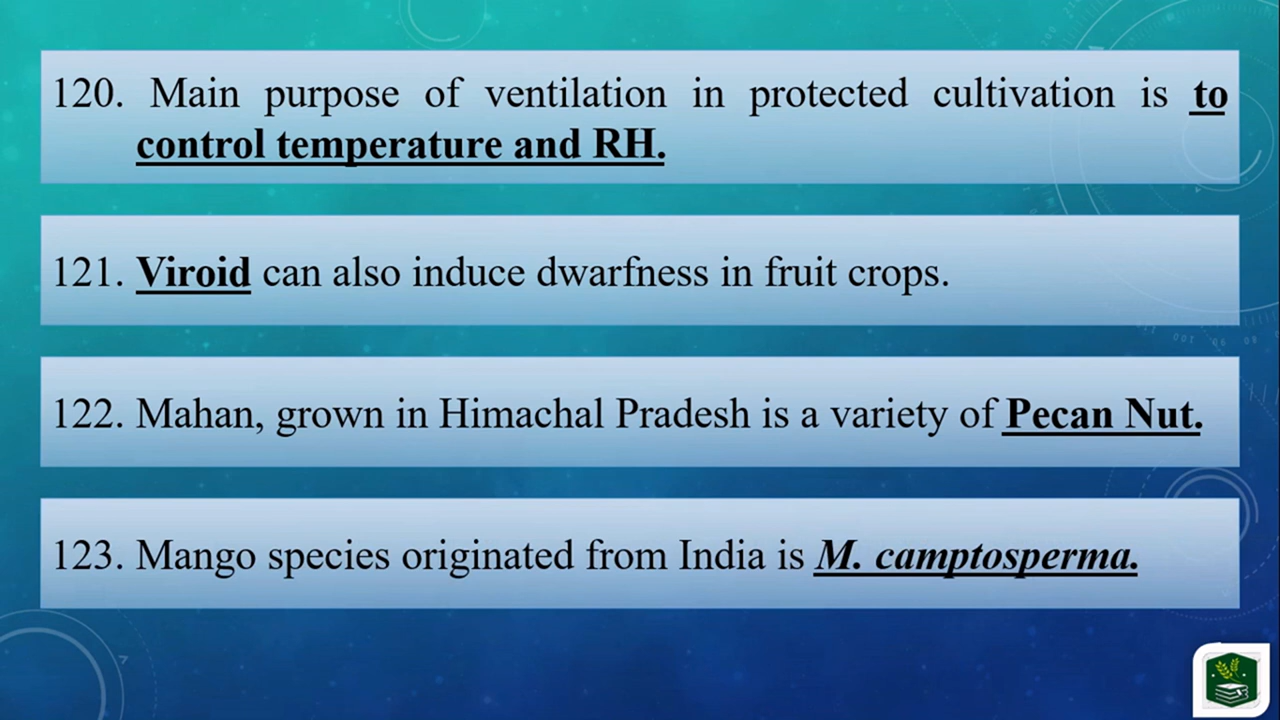 120. Main purpose of ventilation in protected cultivation is to
control temperature and RH.
121. Viroid can also induce dwarfness in fruit crops.
122. Mahan, grown in Himachal Pradesh is a variety of Pecan Nut.
123. Mango species originated from India is M. camptosperma.